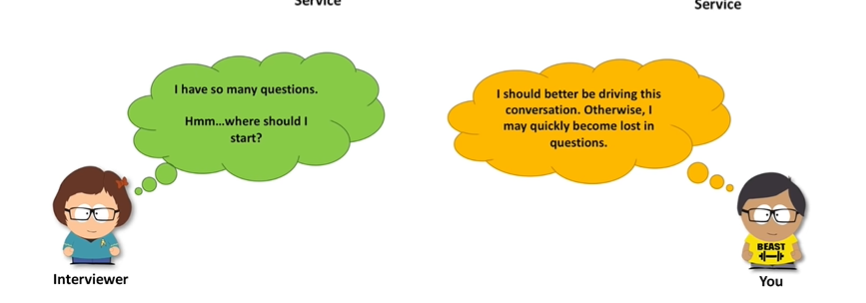 Service
Service
I have so many questions.
Hmm...where should I
start?
I should better be driving this
conversation. Otherwise, I
may quickly become lost in
questions.
BEAST
Interviewer
You